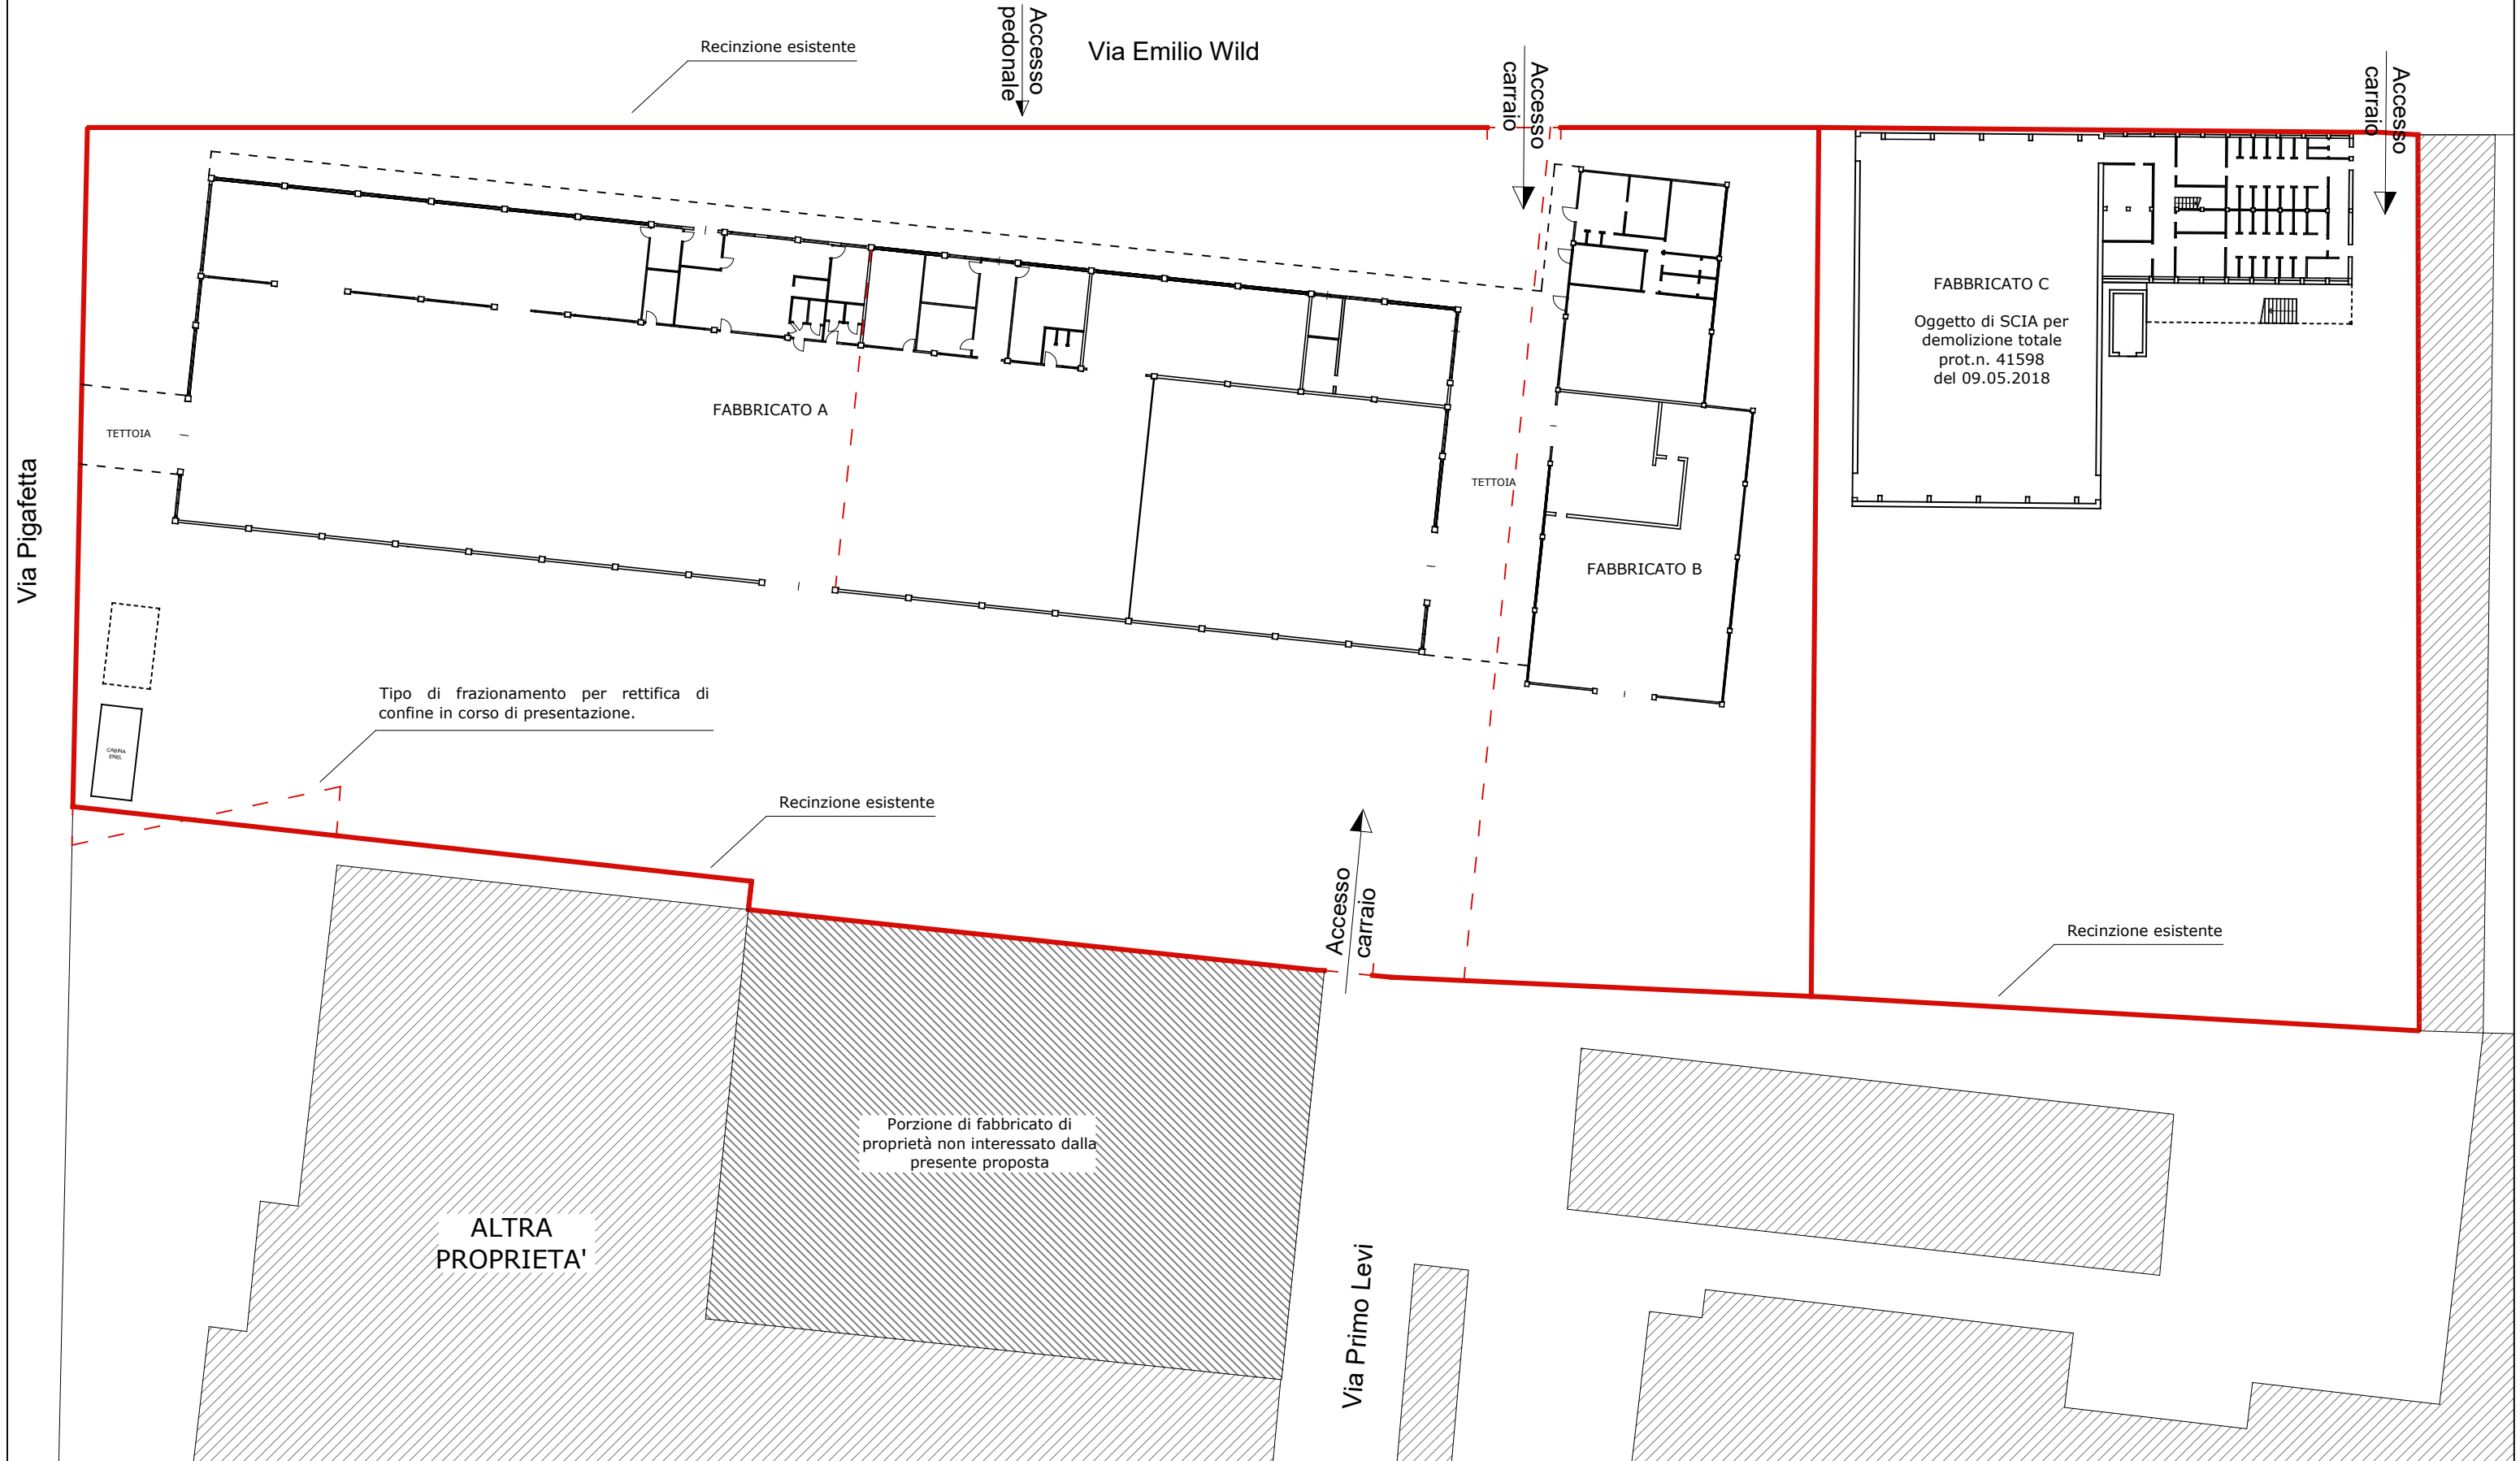 Recinzione esistente
Accesso
pedonale
Via Emilio Wild
Accesso
carraio
Accesso
carraio
FABBRICATO C
Oggetto di SCIA per
demolizione totale
prot.n. 41598
del 09.05.2018
FABBRICATO A
TETTOIA
TETTOIA
Via Pigafetta
FABBRICATO B
Tipo di frazionamento per rettifica di
confine in corso di presentazione.
CABINA
ENEL
Recinzione esistente
Accesso
carraio
Recinzione esistente
Porzione di fabbricato di
proprietà non interessato dalla
presente proposta
ALTRA
PROPRIETA'
Via Primo Levi